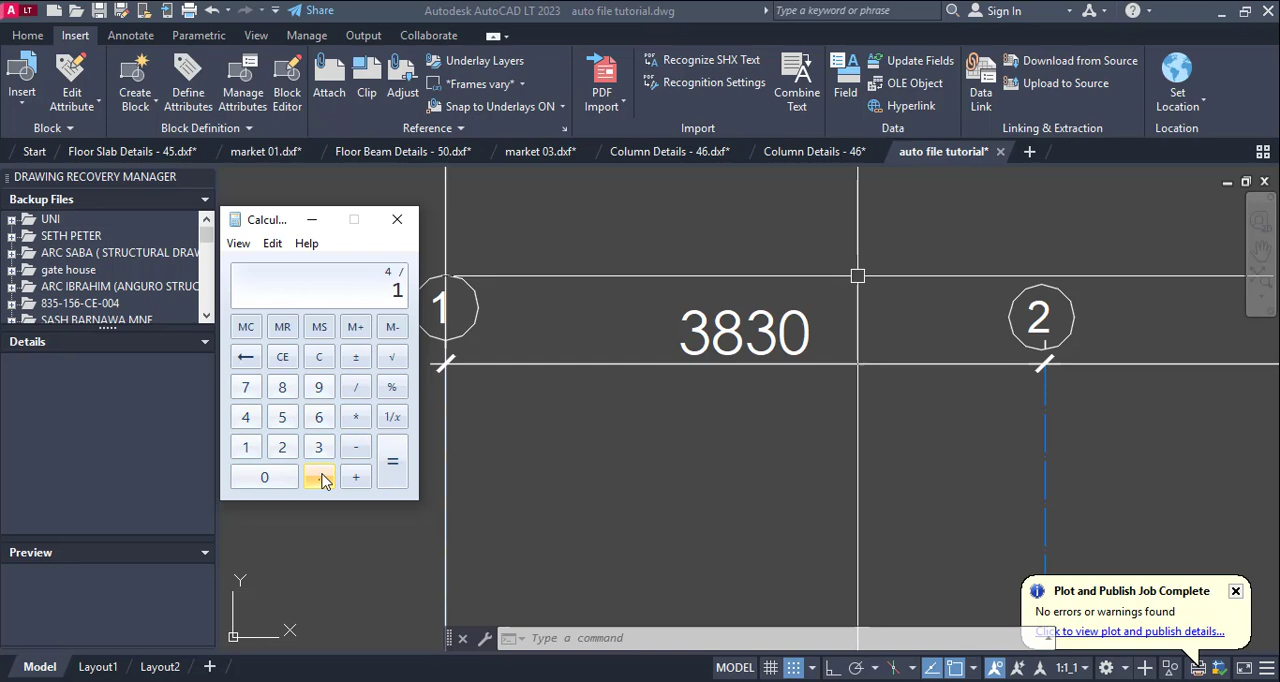 A LT
Share
Autodesk AutoCAD LT 2023 auto file tutorial.dwg
Type a keyword or phrase
Sign In
Home Insert Annotate Parametric View Manage Output Collaborate
Insert
Edit Attribute
Create Block
Define Attributes
Manage Attributes
Block Editor
Attach
Clip
Adjust
Underlay Layers
*Frames vary*
Snap to Underlays ON
PDF Import
Recognize SHX Text
Recognition Settings
Combine Text
Field
Update Fields
OLE Object
Hyperlink
Data Link
Download from Source
Upload to Source
Set Location
Block
Block Definition
Reference
Import
Data
Linking & Extraction
Location
Start
Floor Slab Details - 45.dxf*
market 01.dxf*
Floor Beam Details - 50.dxf*
market 03.dxf*
Column Details - 46.dxf*
Column Details - 46*
auto file tutorial*
DRAWING RECOVERY MANAGER
Backup Files
UNI
SETH PETER
ARC SABA ( STRUCTURAL DRAW
gate house
ARC IBRAHIM (ANGURO STRUC
835-156-CE-004
SASH BARNAWA MNE
Details
Preview
Calcul...
View Edit Help
4 /
1
MC MR MS M+ M-
← CE C ± √
7 8 9 / %
4 5 6 * 1/x
1 2 3 - =
0 . +
1
3830
2
Y
X
Type a command
Plot and Publish Job Complete
No errors or warnings found
Click to view plot and publish details...
Model Layout1 Layout2 +
MODEL
1:1_1